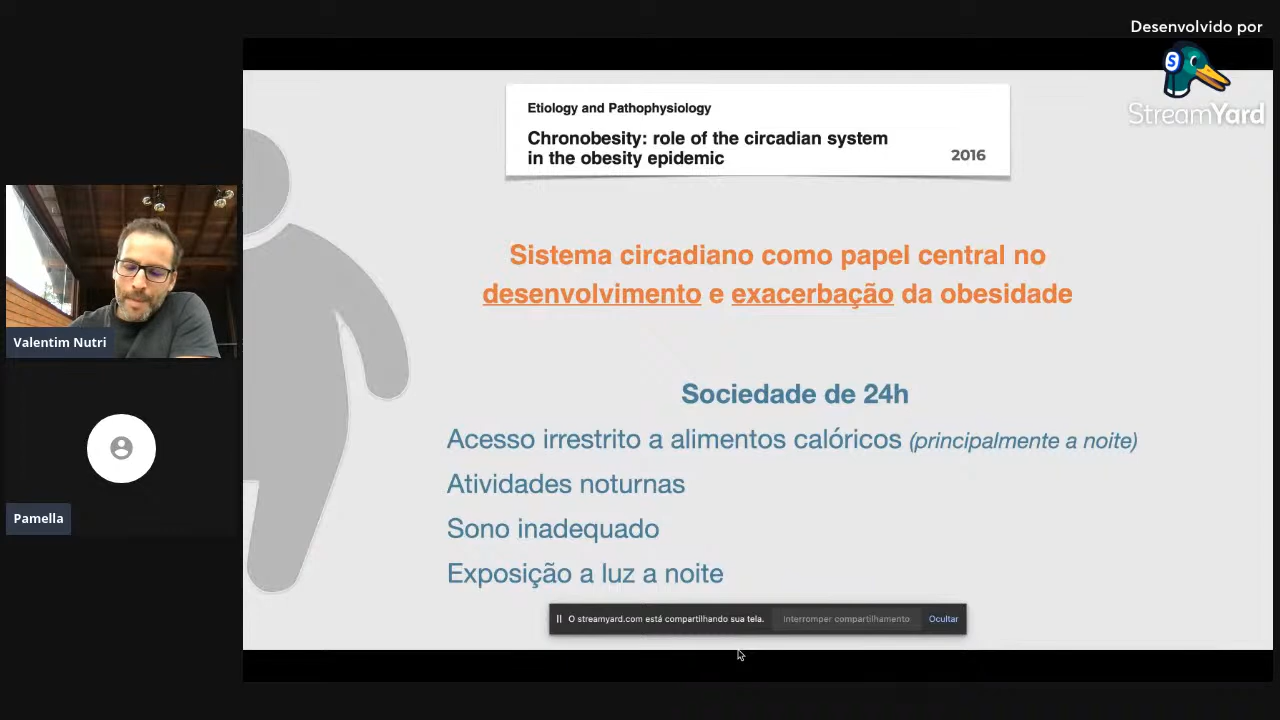 Desenvolvido por
S
StreamYard
Etiology and Pathophysiology
Chronobesity: role of the circadian system
in the obesity epidemic
2016
Sistema circadiano como papel central no
desenvolvimento e exacerbação da obesidade
Valentim Nutri
Sociedade de 24h
Acesso irrestrito a alimentos calóricos (principalmente a noite)
Atividades noturnas
Pamella
Sono inadequado
Exposição a luz a noite
O streamyard.com está compartilhando sua tela.
Interromper compartilhamento
Ocultar